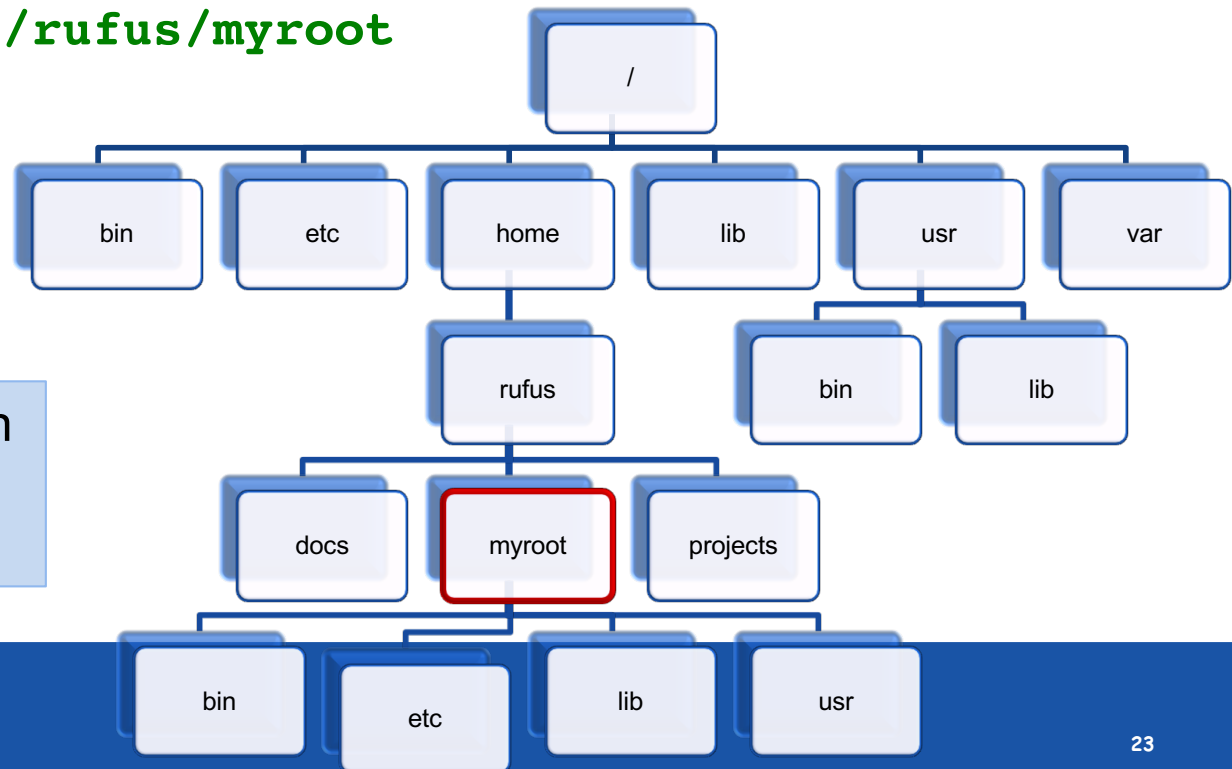 /rufus/myroot
/
bin etc home lib usr var
rufus bin lib
docs myroot projects
bin etc lib usr
23